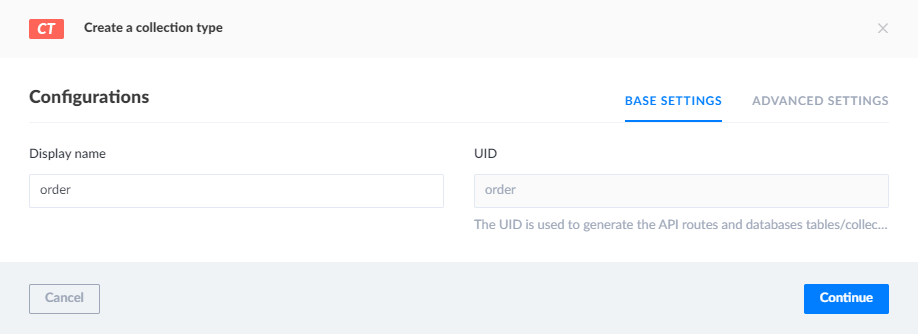 CT Create a collection type
Configurations BASE SETTINGS ADVANCED SETTINGS
Display name UID
order order
The UID is used to generate the API routes and databases tables/collec...
Cancel Continue